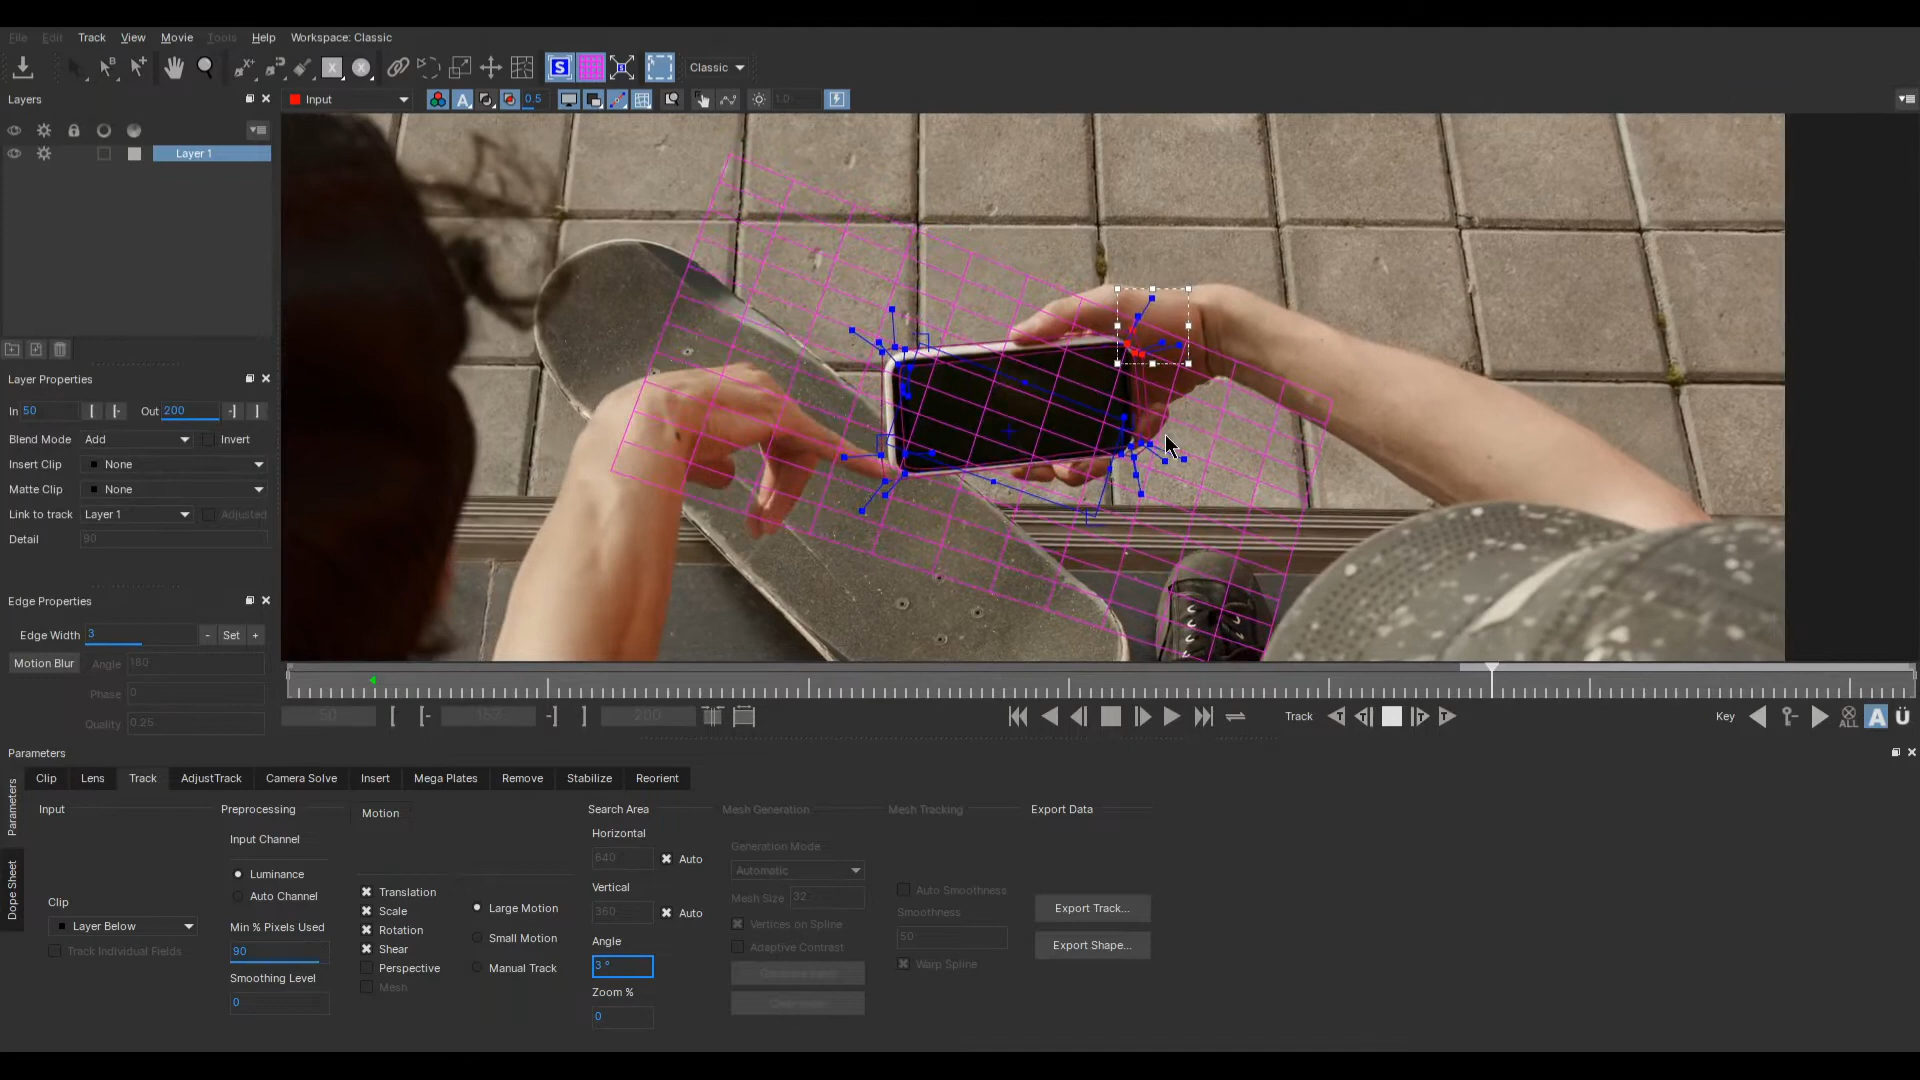 File Edit Track View Movie Tools Help Workspace: Classic
Classic
Layers
Input
0.5
1.0
Layer 1
Layer Properties
In 50 Out 200
Blend Mode Add Invert
Insert Clip None
Matte Clip None
Link to track Layer 1 Adjusted
Detail 90
Edge Properties
Edge Width 3 - Set +
Motion Blur Angle 180
Phase 0
Quality 0.25
50 187 200
Track
Key
ALL
Parameters
Clip Lens Track AdjustTrack Camera Solve Insert Mega Plates Remove Stabilize Reorient
Parameters
Dope Sheet
Input
Clip
Layer Below
Track Individual Fields
Preprocessing
Input Channel
Luminance
Auto Channel
Min % Pixels Used
90
Smoothing Level
0
Motion
Translation
Scale
Rotation
Shear
Perspective
Mesh
Large Motion
Small Motion
Manual Track
Search Area
Horizontal
640 Auto
Vertical
360 Auto
Angle
3 °
Zoom %
0
Mesh Generation
Generation Mode
Automatic
Mesh Size 32
Vertices on Spline
Adaptive Contrast
Mesh Tracking
Auto Smoothness
Smoothness
50
Warp Spline
Export Data
Export Track...
Export Shape...